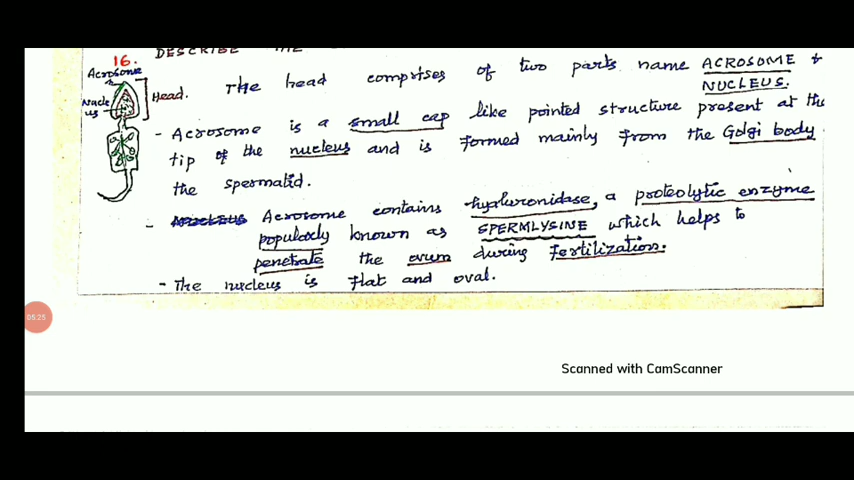 16.
DESCRIBE THE
Acrosome
Head. The head comprises of two parts name ACROSOME &
Nucle
us
NUCLEUS.
- Acrosome is a small cap like pointed structure present at the
tip of the nucleus and is formed mainly from the Golgi body
the spermatid.
- Acrosome contains hyaluronidase, a proteolytic enzyme
popularly known as SPERMLYSINE which helps to
penetrate the ovum during fertilization.
- The nucleus is flat and oval.
05:25
Scanned with CamScanner